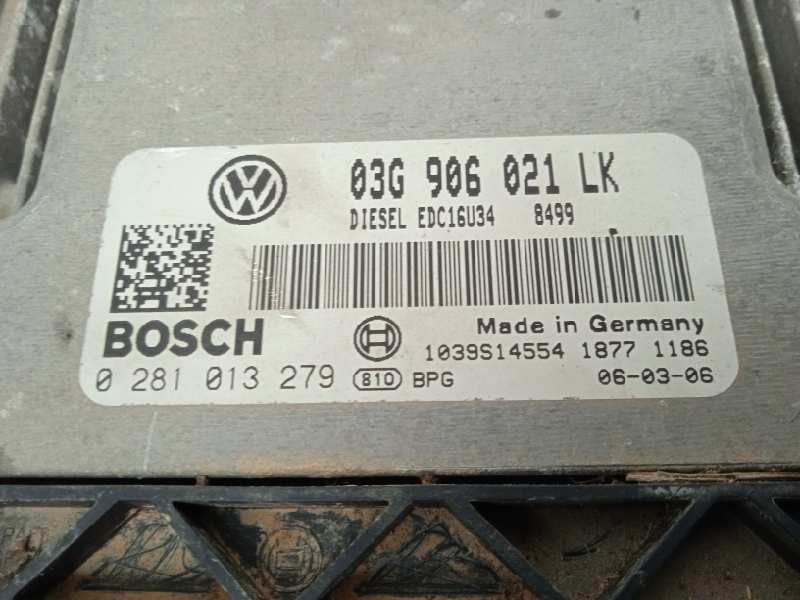 03G 906 021 LK
DIESEL EDC16U34 8499
BOSCH
Made in Germany
1039S14554 1877 1186
0 281 013 279 810 BPG 06-03-06